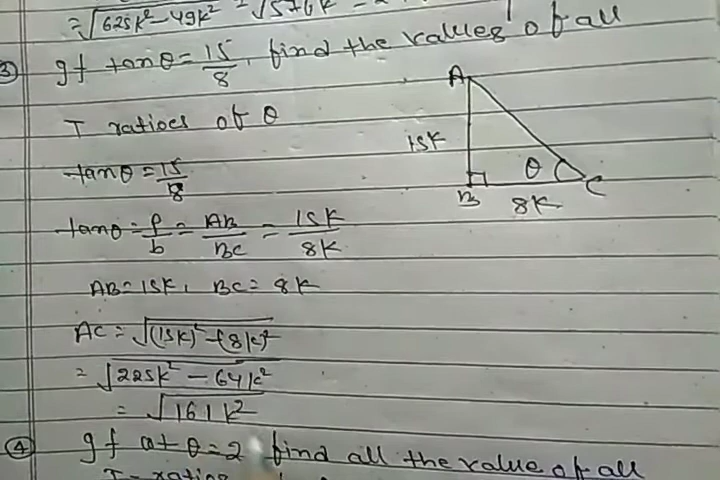 = √625k² - 49k² = √576k²
③ If tanθ = 15/8, find the values of all
T ratioes of θ
A
15K
θ
B
C
8K
tanθ = 15/8
tanθ = p/b = AB/BC = 15K/8K
AB = 15K, BC = 8K
AC = √(15K)² - (8K)²
= √225K² - 64K²
= √161K²
④ If cot θ = 2 find all the value of all
T - ratios